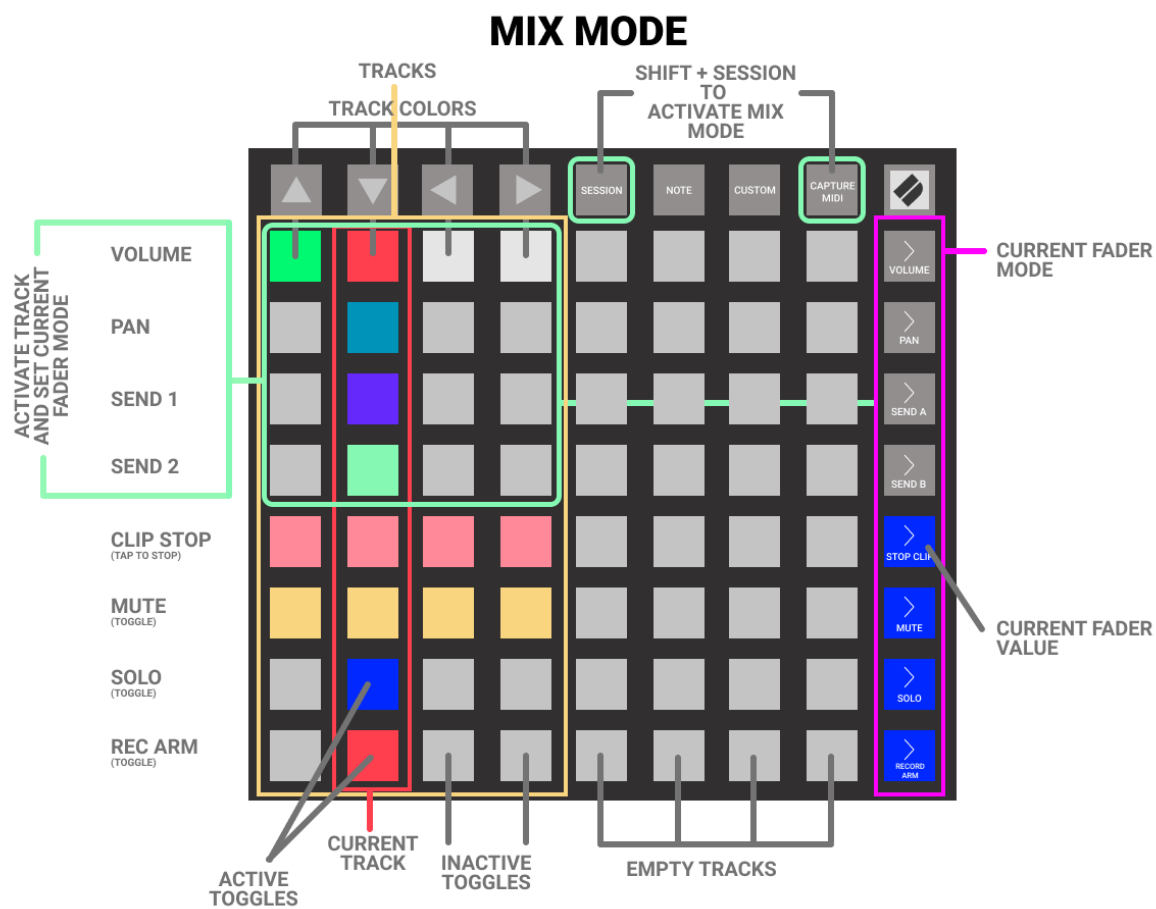 MIX MODE
TRACKS
TRACK COLORS
SHIFT + SESSION
TO
ACTIVATE MIX
MODE
SESSION
NOTE
CUSTOM
CAPTURE
MIDI
ACTIVATE TRACK
AND SET CURRENT
FADER MODE
VOLUME
PAN
SEND 1
SEND 2
CLIP STOP
(TAP TO STOP)
MUTE
(TOGGLE)
SOLO
(TOGGLE)
REC ARM
(TOGGLE)
VOLUME
PAN
SEND A
SEND B
STOP CLIP
MUTE
SOLO
RECORD
ARM
CURRENT FADER
MODE
CURRENT FADER
VALUE
ACTIVE
TOGGLES
CURRENT
TRACK
INACTIVE
TOGGLES
EMPTY TRACKS